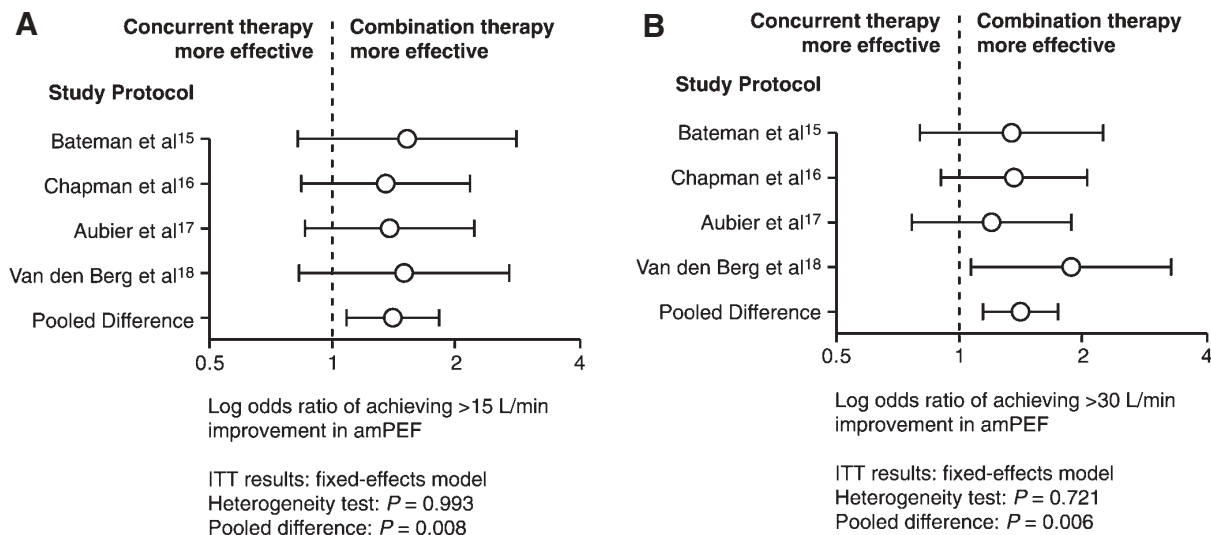 A
Concurrent therapy
more effective
Combination therapy
more effective
Study Protocol
Bateman et al15
Chapman et al16
Aubier et al17
Van den Berg et al18
Pooled Difference
0.5 1 2 4
Log odds ratio of achieving >15 L/min
improvement in amPEF
ITT results: fixed-effects model
Heterogeneity test: P = 0.993
Pooled difference: P = 0.008
B
Concurrent therapy
more effective
Combination therapy
more effective
Study Protocol
Bateman et al15
Chapman et al16
Aubier et al17
Van den Berg et al18
Pooled Difference
0.5 1 2 4
Log odds ratio of achieving >30 L/min
improvement in amPEF
ITT results: fixed-effects model
Heterogeneity test: P = 0.721
Pooled difference: P = 0.006